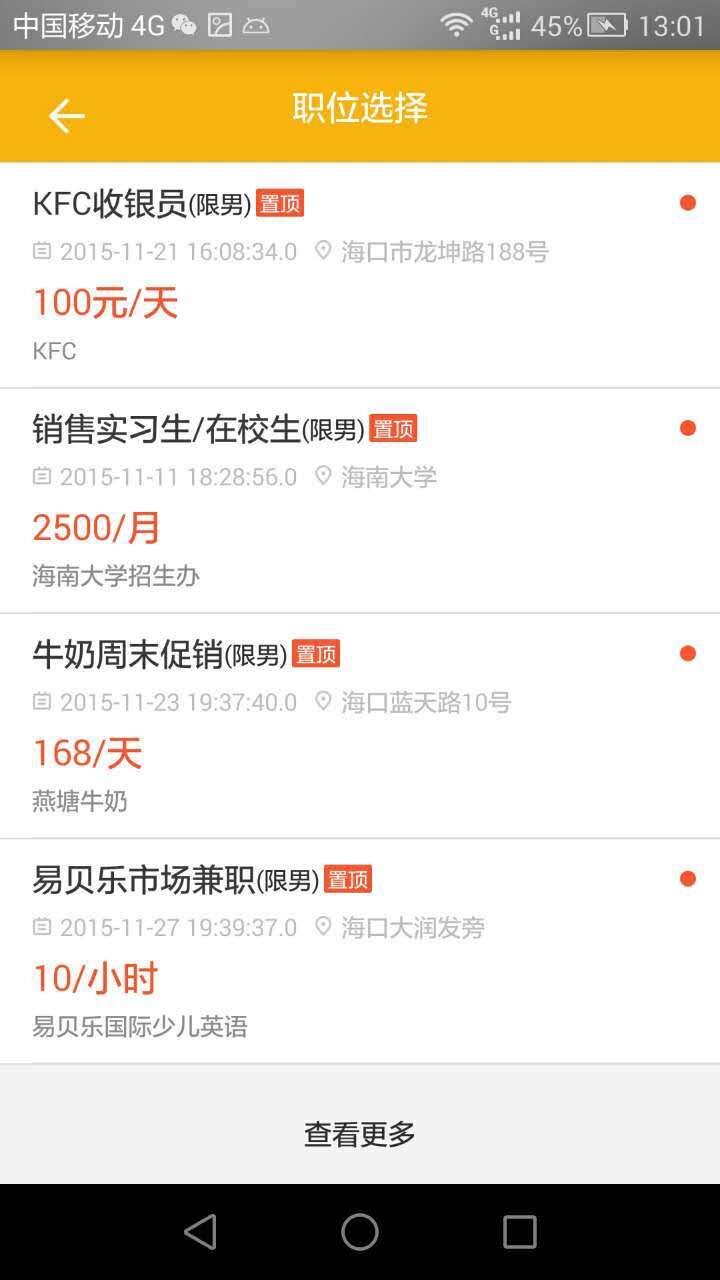 中国移动 4G 4G G 45% 13:01
职位选择
KFC收银员(限男) 置顶
2015-11-21 16:08:34.0 海口市龙坤路188号
100元/天
KFC
销售实习生/在校生(限男) 置顶
2015-11-11 18:28:56.0 海南大学
2500/月
海南大学招生办
牛奶周末促销(限男) 置顶
2015-11-23 19:37:40.0 海口蓝天路10号
168/天
燕塘牛奶
易贝乐市场兼职(限男) 置顶
2015-11-27 19:39:37.0 海口大润发旁
10/小时
易贝乐国际少儿英语
查看更多